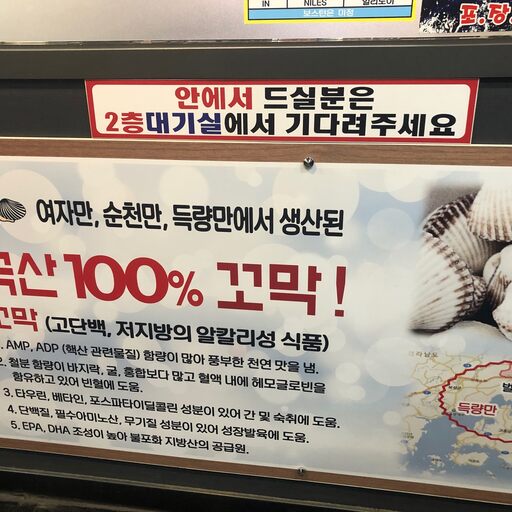 IN NILES 일리노이
포.장
안에서 드실분은
2층대기실에서 기다려주세요
여자만, 순천만, 득량만에서 생산된
산 100% 꼬막!
꼬막 (고단백, 저지방의 알칼리성 식품)
1. AMP, ADP (핵산 관련물질) 함량이 많아 풍부한 천연 맛을 냄.
2. 철분 함량이 바지락, 굴, 홍합보다 많고 혈액 내에 헤모글로빈을
함유하고 있어 빈혈에 도움.
3. 타우린, 베타인, 포스파타이딜콜린 성분이 있어 간 및 숙취에 도움.
4. 단백질, 필수아미노산, 무기질 성분이 있어 성장발육에 도움.
5. EPA, DHA 조성이 높아 불포화 지방산의 공급원.
득량만